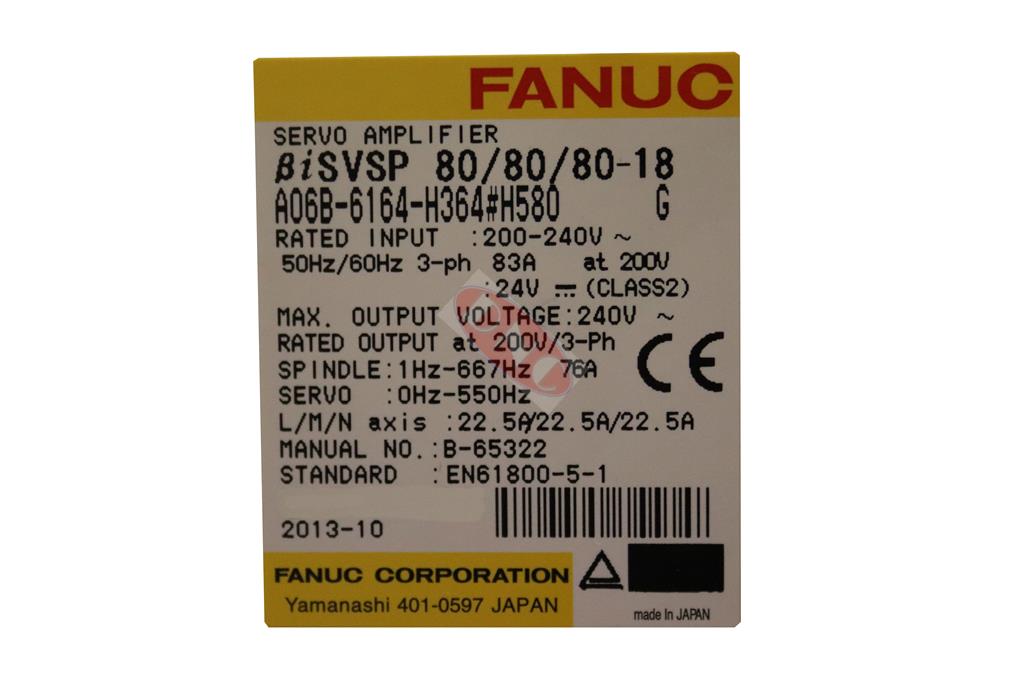 FANUC
SERVO AMPLIFIER
βiSVSP 80/80/80-18
A06B-6164-H364#H580 G
RATED INPUT :200-240V ~
50Hz/60Hz 3-ph 83A at 200V
:24V ⎓ (CLASS2)
MAX. OUTPUT VOLTAGE:240V ~
RATED OUTPUT at 200V/3-Ph
SPINDLE:1Hz-667Hz 76A
SERVO :0Hz-550Hz
CE
L/M/N axis :22.5A/22.5A/22.5A
MANUAL NO.:B-65322
STANDARD :EN61800-5-1
2013-10
FANUC CORPORATION
Yamanashi 401-0597 JAPAN
made in JAPAN